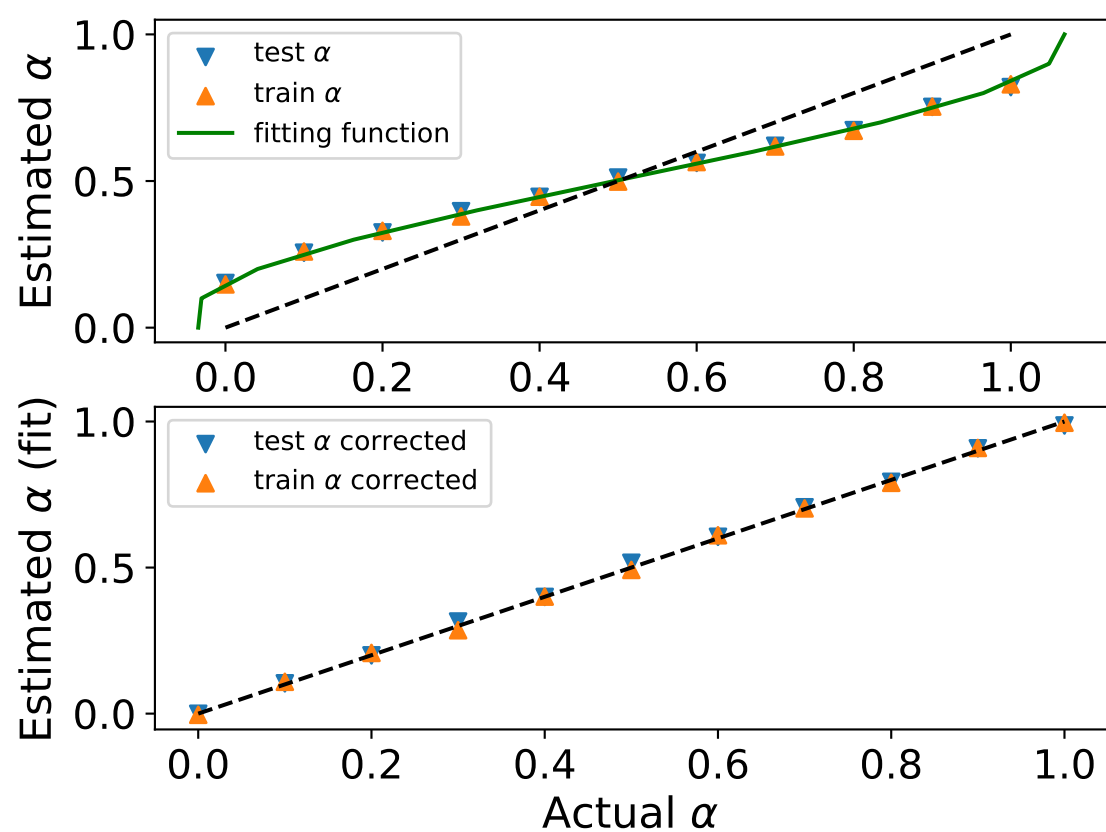 Estimated α
1.0
0.5
0.0
test α
train α
fitting function
0.0 0.2 0.4 0.6 0.8 1.0
Estimated α (fit)
1.0
0.5
0.0
test α corrected
train α corrected
0.0 0.2 0.4 0.6 0.8 1.0
Actual α